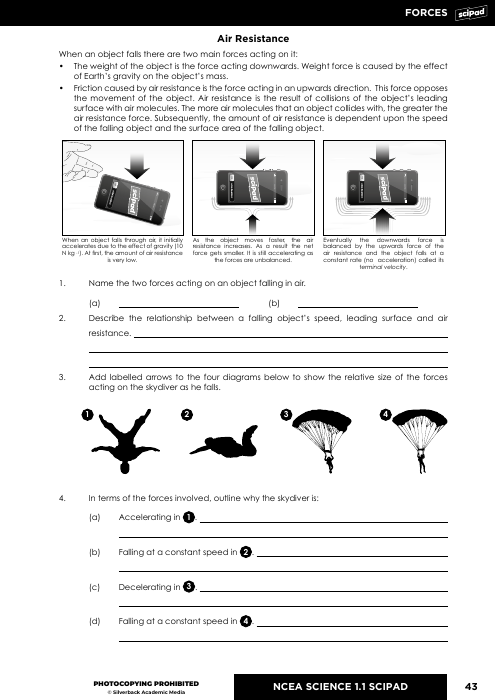 FORCES scipad
Air Resistance
When an object falls there are two main forces acting on it:
• The weight of the object is the force acting downwards. Weight force is caused by the effect
of Earth's gravity on the object's mass.
• Friction caused by air resistance is the force acting in an upwards direction. This force opposes
the movement of the object. Air resistance is the result of collisions of the object's leading
surface with air molecules. The more air molecules that an object collides with, the greater the
air resistance force. Subsequently, the amount of air resistance is dependent upon the speed
of the falling object and the surface area of the falling object.
scipad
scipad
scipad
When an object falls through air, it initially
accelerates due to the effect of gravity (10
N kg -1). At first, the amount of air resistance
is very low.
As the object moves faster, the air
resistance increases. As a result the net
force gets smaller. It is still accelerating as
the forces are unbalanced.
Eventually the downwards force is
balanced by the upwards force of the
air resistance and the object falls at a
constant rate (no acceleration) called its
terminal velocity.
1. Name the two forces acting on an object falling in air.
(a) (b)
2. Describe the relationship between a falling object's speed, leading surface and air
resistance.
3. Add labelled arrows to the four diagrams below to show the relative size of the forces
acting on the skydiver as he falls.
1 2 3 4
4. In terms of the forces involved, outline why the skydiver is:
(a) Accelerating in 1.
(b) Falling at a constant speed in 2.
(c) Decelerating in 3.
(d) Falling at a constant speed in 4.
PHOTOCOPYING PROHIBITED
© Silverback Academic Media
NCEA SCIENCE 1.1 SCIPAD 43